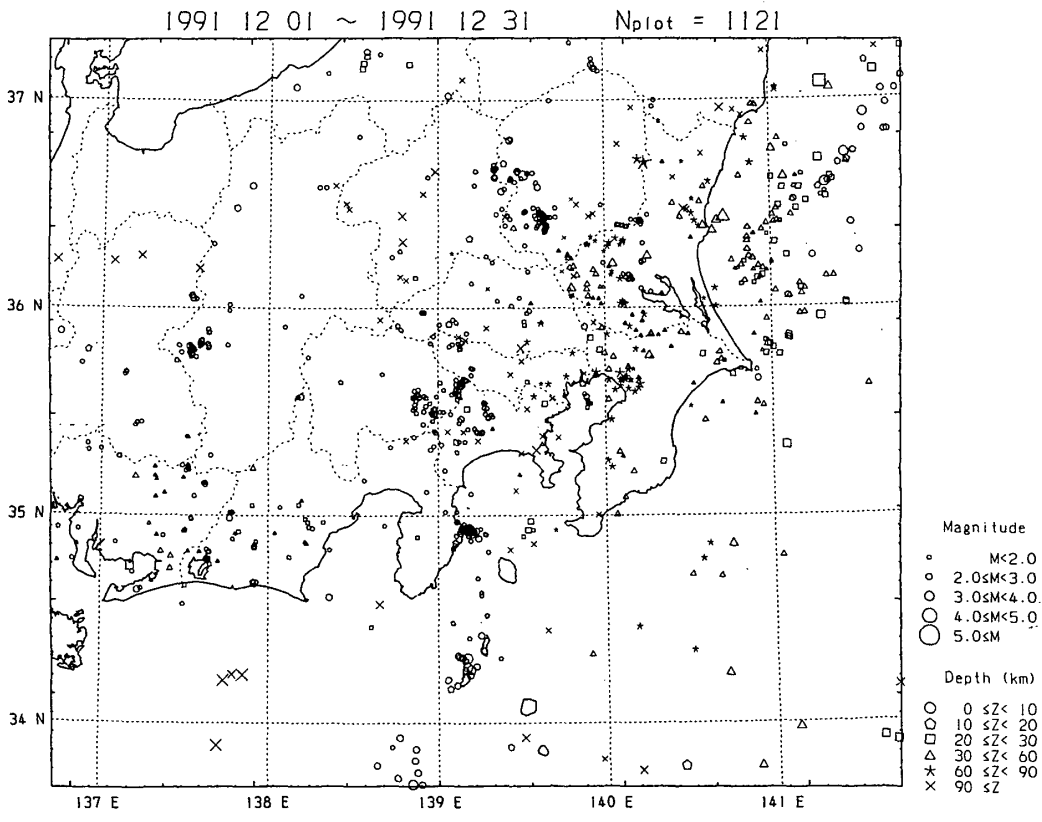 1991 12 01 ~ 1991 12 31 Nplot = 1121
37 N
36 N
35 N
34 N
137 E 138 E 139 E 140 E 141 E
Magnitude
M<2.0
2.0≤M<3.0
3.0≤M<4.0
4.0≤M<5.0
5.0≤M
Depth (km)
0 ≤Z< 10
10 ≤Z< 20
20 ≤Z< 30
30 ≤Z< 60
60 ≤Z< 90
90 ≤Z